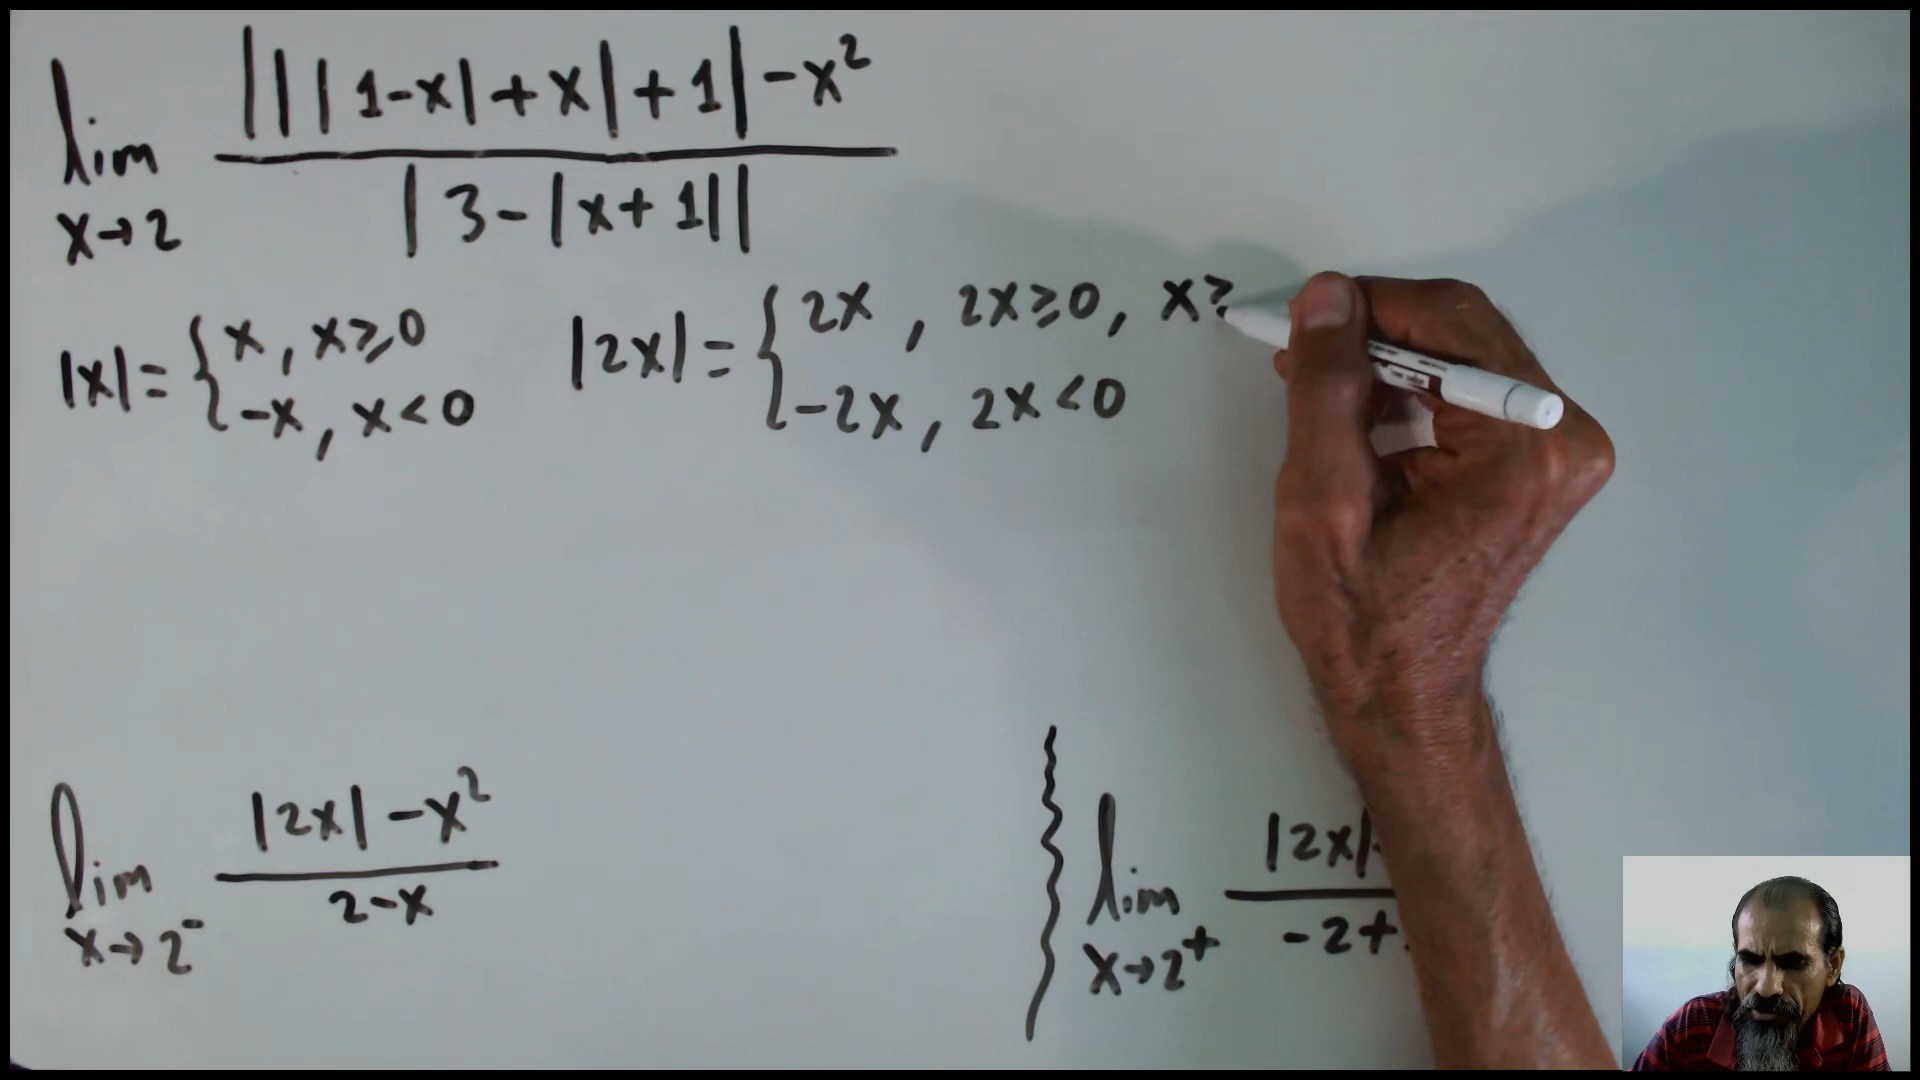 lim x→2 ||||1-x|+x|+1|-x² / |3-|x+1||
|x| = { x, x≥0
-x, x<0
|2x| = { 2x, 2x≥0, x≥
-2x, 2x<0
lim x→2⁻ |2x|-x² / 2-x
lim x→2⁺ |2x| / -2+